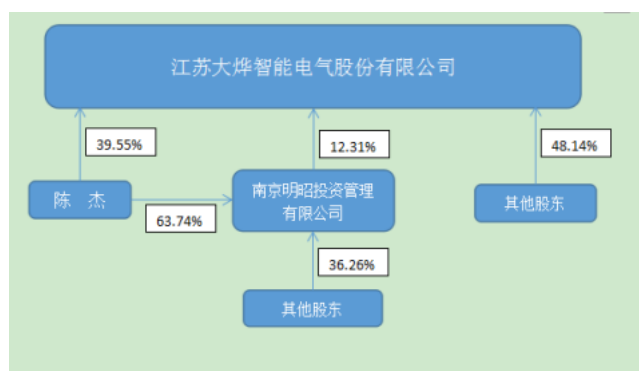 江苏大烨智能电气股份有限公司
39.55%
12.31%
48.14%
陈 杰
63.74%
南京明昭投资管理
有限公司
其他股东
36.26%
其他股东